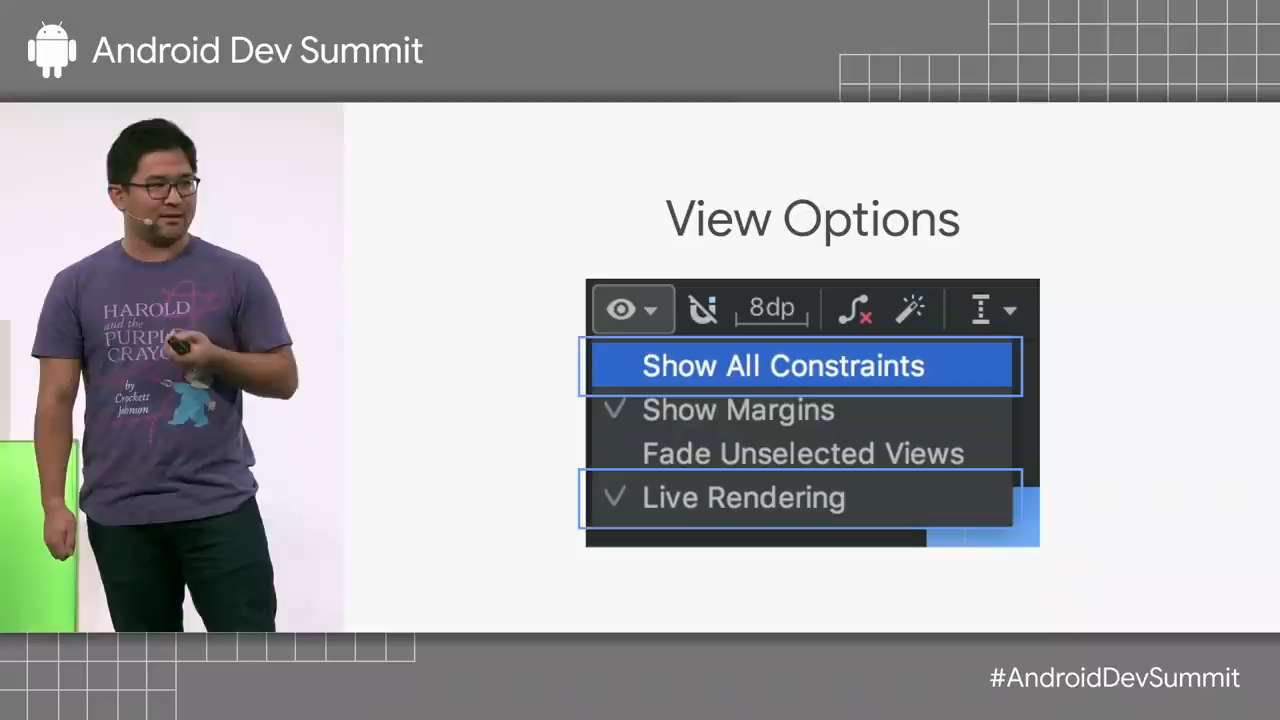 Android Dev Summit
HAROLD
and the
PURPLE
CRAYO
by
Crockett
Johnson
View Options
8dp
Show All Constraints
Show Margins
Fade Unselected Views
Live Rendering
#AndroidDevSummit